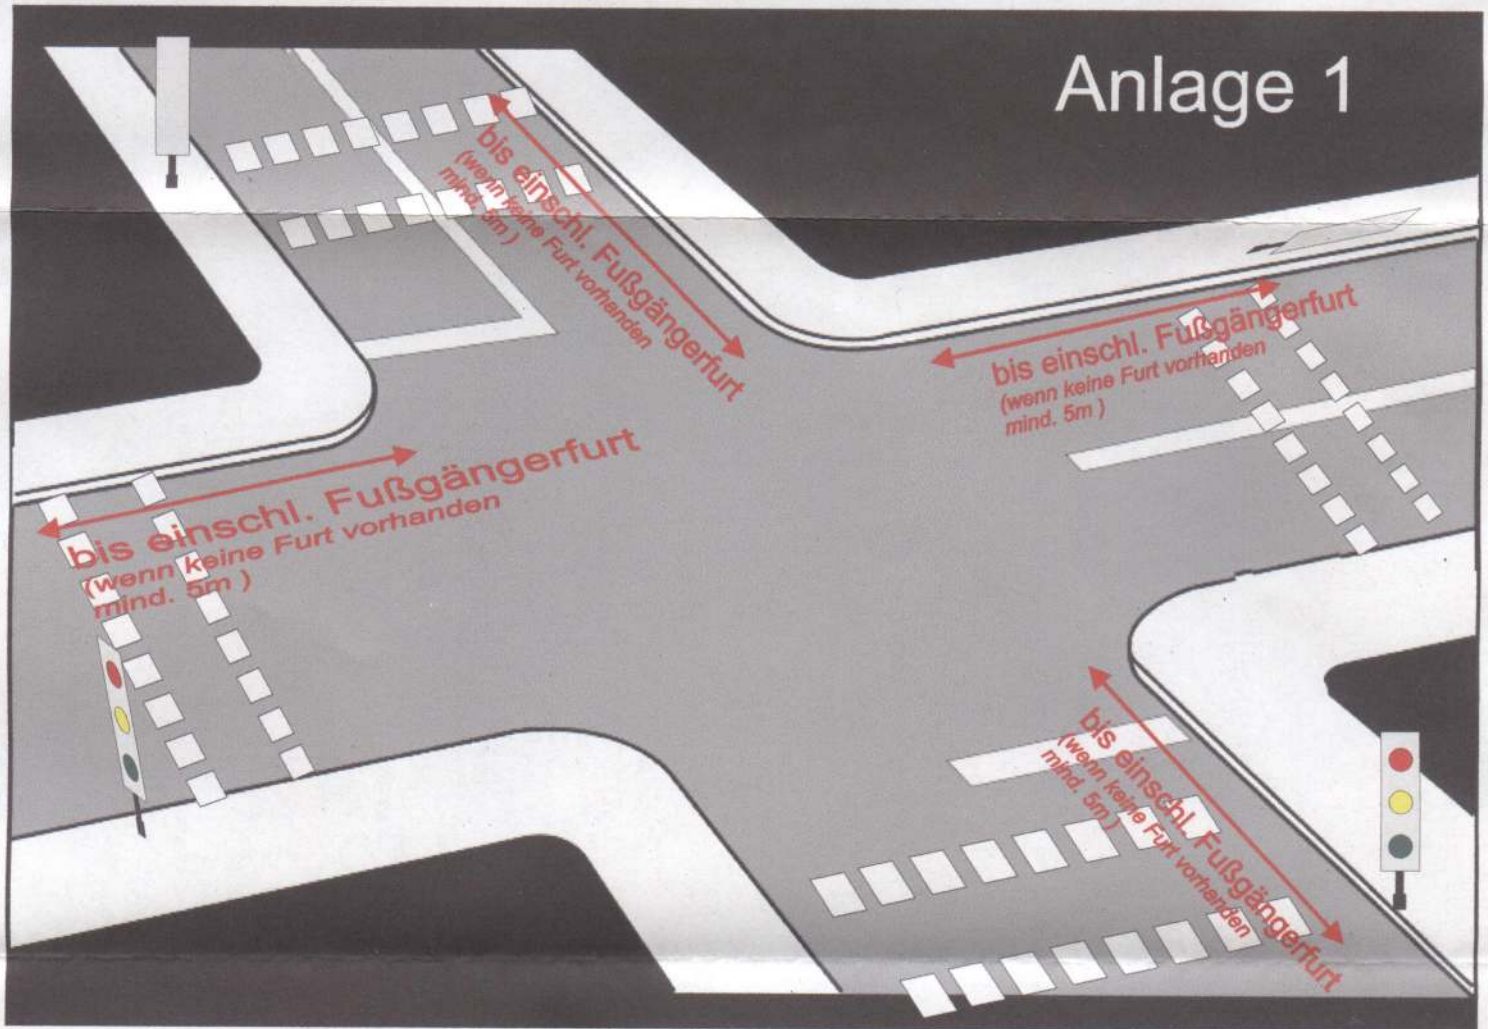 Anlage 1
bis einschl. Fußgängerfurt
(wenn keine Furt vorhanden
mind. 5m )
bis einschl. Fußgängerfurt
(wenn keine Furt vorhanden
mind. 5m )
bis einschl. Fußgängerfurt
(wenn keine Furt vorhanden
mind. 5m )
bis einschl. Fußgängerfurt
(wenn keine Furt vorhanden
mind. 5m )